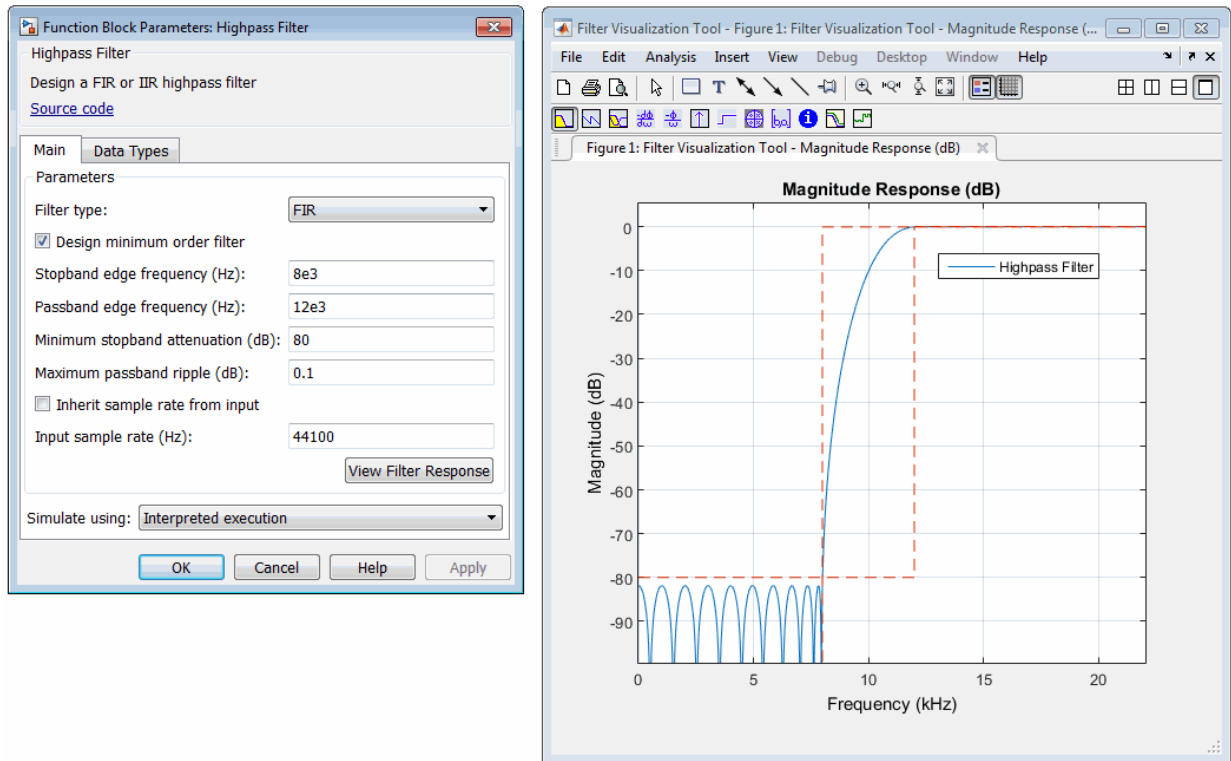 Function Block Parameters: Highpass Filter
Highpass Filter
Design a FIR or IIR highpass filter
Source code
Main Data Types
Parameters
Filter type: FIR
Design minimum order filter
Stopband edge frequency (Hz): 8e3
Passband edge frequency (Hz): 12e3
Minimum stopband attenuation (dB): 80
Maximum passband ripple (dB): 0.1
Inherit sample rate from input
Input sample rate (Hz): 44100
View Filter Response
Simulate using: Interpreted execution
OK Cancel Help Apply
Filter Visualization Tool - Figure 1: Filter Visualization Tool - Magnitude Response (...
File Edit Analysis Insert View Debug Desktop Window Help
Figure 1: Filter Visualization Tool - Magnitude Response (dB)
Magnitude Response (dB)
Magnitude (dB)
0
-10
-20
-30
-40
-50
-60
-70
-80
-90
Highpass Filter
0 5 10 15 20
Frequency (kHz)